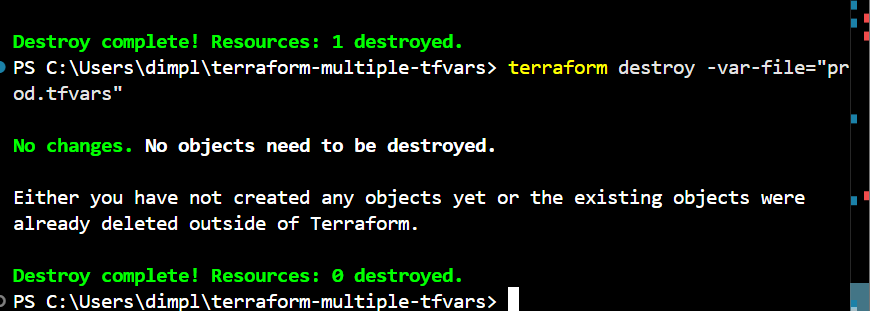 Destroy complete! Resources: 1 destroyed.
PS C:\Users\dimpl\terraform-multiple-tfvars> terraform destroy -var-file="pr
od.tfvars"
No changes. No objects need to be destroyed.
Either you have not created any objects yet or the existing objects were
already deleted outside of Terraform.
Destroy complete! Resources: 0 destroyed.
PS C:\Users\dimpl\terraform-multiple-tfvars>